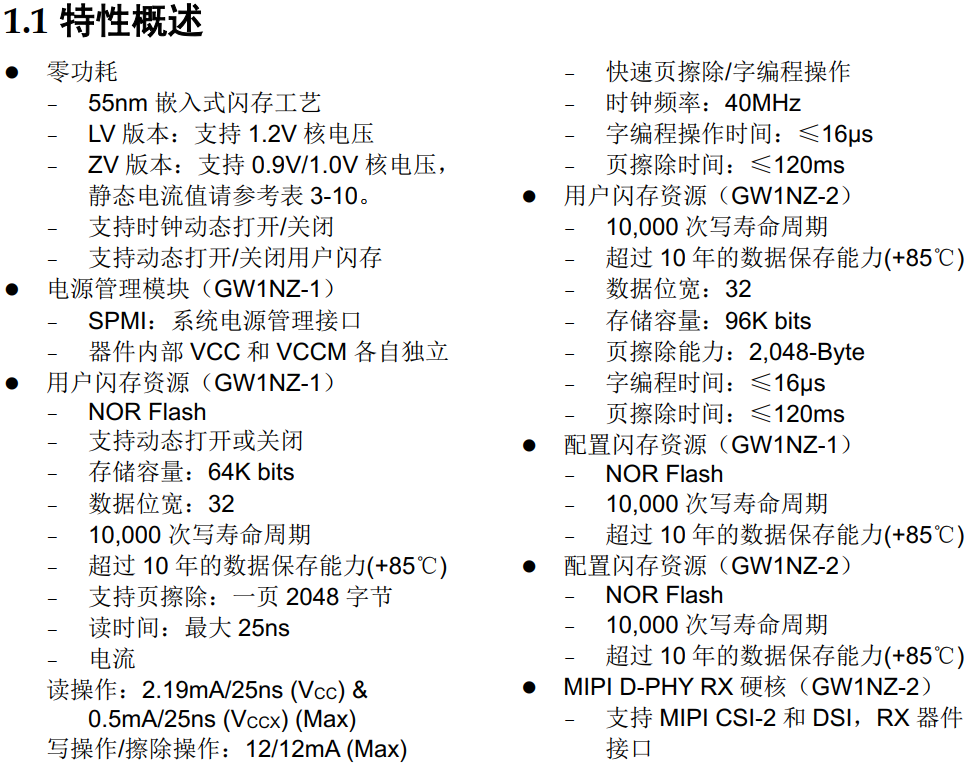 1.1 特性概述
● 零功耗
- 55nm 嵌入式闪存工艺
- LV 版本：支持 1.2V 核电压
- ZV 版本：支持 0.9V/1.0V 核电压，
静态电流值请参考表 3-10。
- 支持时钟动态打开/关闭
- 支持动态打开/关闭用户闪存
● 电源管理模块（GW1NZ-1）
- SPMI：系统电源管理接口
- 器件内部 VCC 和 VCCM 各自独立
● 用户闪存资源（GW1NZ-1）
- NOR Flash
- 支持动态打开或关闭
- 存储容量：64K bits
- 数据位宽：32
- 10,000 次写寿命周期
- 超过 10 年的数据保存能力(+85℃)
- 支持页擦除：一页 2048 字节
- 读时间：最大 25ns
- 电流
读操作：2.19mA/25ns (VCC) &
0.5mA/25ns (VCCX) (Max)
写操作/擦除操作：12/12mA (Max)
- 快速页擦除/字编程操作
- 时钟频率：40MHz
- 字编程操作时间：≤16μs
- 页擦除时间：≤120ms
● 用户闪存资源（GW1NZ-2）
- 10,000 次写寿命周期
- 超过 10 年的数据保存能力(+85℃)
- 数据位宽：32
- 存储容量：96K bits
- 页擦除能力：2,048-Byte
- 字编程时间：≤16μs
- 页擦除时间：≤120ms
● 配置闪存资源（GW1NZ-1）
- NOR Flash
- 10,000 次写寿命周期
- 超过 10 年的数据保存能力(+85℃)
● 配置闪存资源（GW1NZ-2）
- NOR Flash
- 10,000 次写寿命周期
- 超过 10 年的数据保存能力(+85℃)
● MIPI D-PHY RX 硬核（GW1NZ-2）
- 支持 MIPI CSI-2 和 DSI，RX 器件
接口